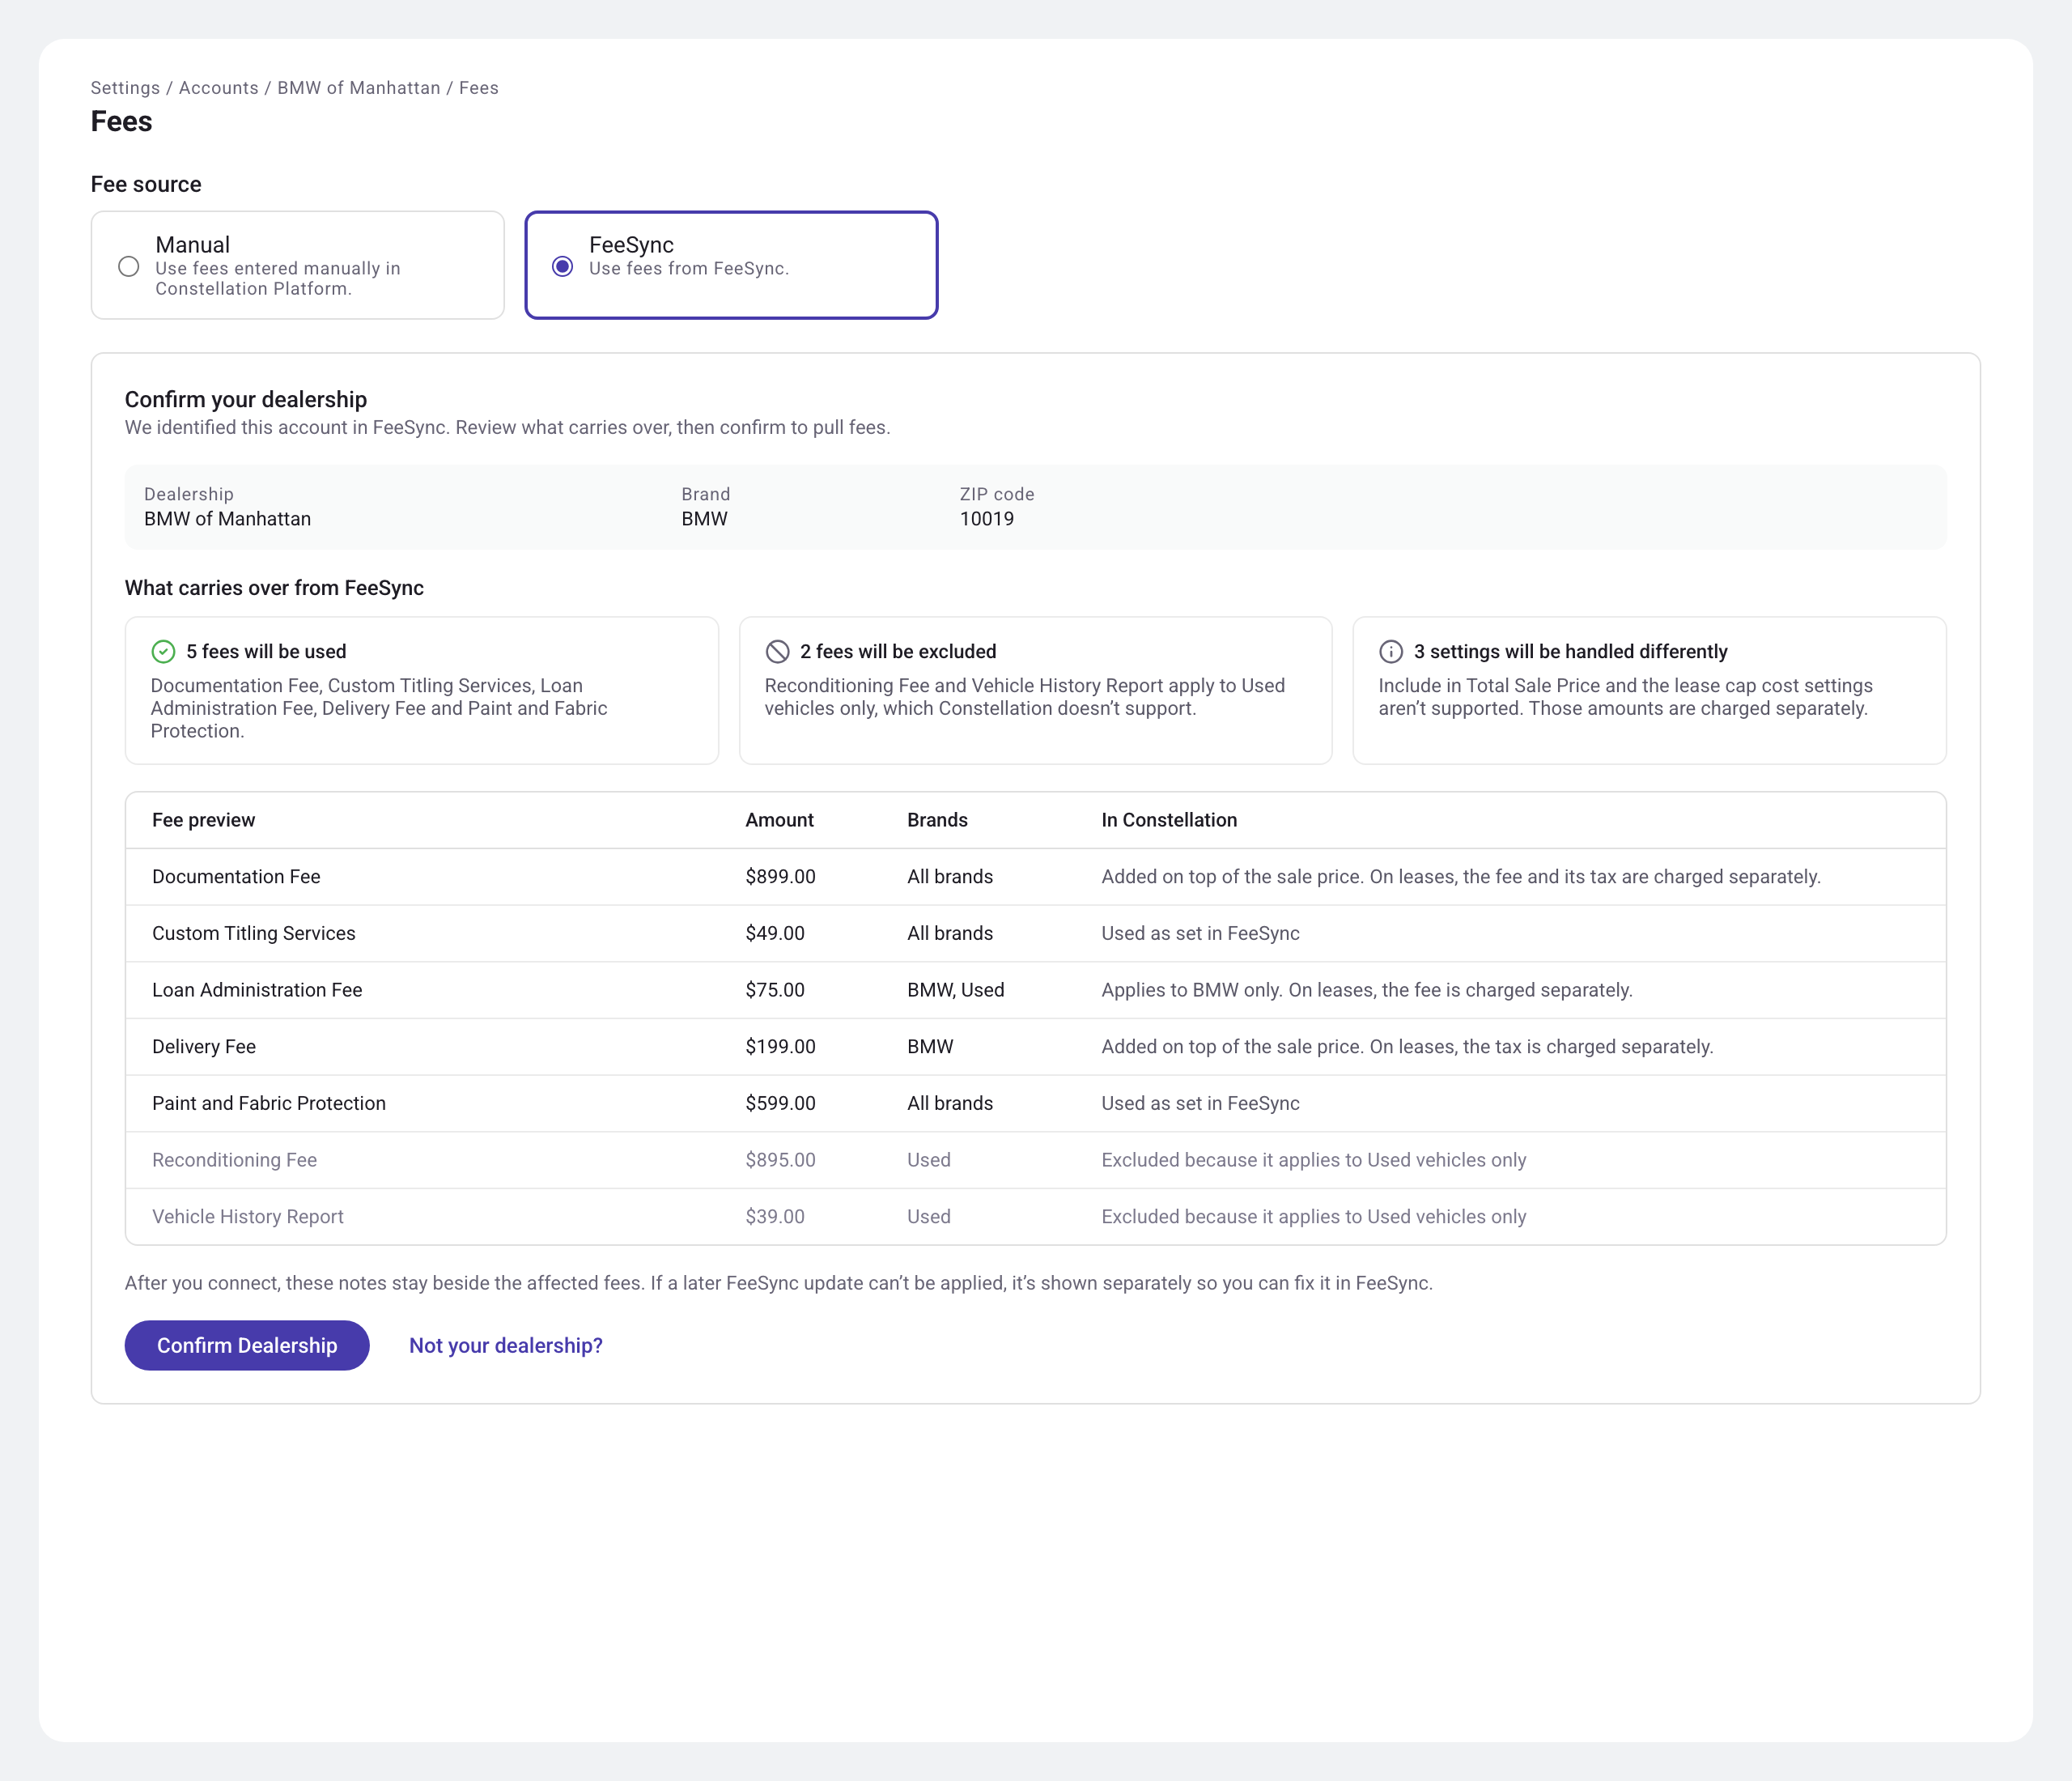 Settings / Accounts / BMW of Manhattan / Fees
Fees
Fee source
Manual
Use fees entered manually in
Constellation Platform.
FeeSync
Use fees from FeeSync.
Confirm your dealership
We identified this account in FeeSync. Review what carries over, then confirm to pull fees.
Dealership Brand ZIP code
BMW of Manhattan BMW 10019
What carries over from FeeSync
5 fees will be used
Documentation Fee, Custom Titling Services, Loan
Administration Fee, Delivery Fee and Paint and Fabric
Protection.
2 fees will be excluded
Reconditioning Fee and Vehicle History Report apply to Used
vehicles only, which Constellation doesn’t support.
3 settings will be handled differently
Include in Total Sale Price and the lease cap cost settings
aren’t supported. Those amounts are charged separately.
Fee preview Amount Brands In Constellation
Documentation Fee $899.00 All brands Added on top of the sale price. On leases, the fee and its tax are charged separately.
Custom Titling Services $49.00 All brands Used as set in FeeSync
Loan Administration Fee $75.00 BMW, Used Applies to BMW only. On leases, the fee is charged separately.
Delivery Fee $199.00 BMW Added on top of the sale price. On leases, the tax is charged separately.
Paint and Fabric Protection $599.00 All brands Used as set in FeeSync
Reconditioning Fee $895.00 Used Excluded because it applies to Used vehicles only
Vehicle History Report $39.00 Used Excluded because it applies to Used vehicles only
After you connect, these notes stay beside the affected fees. If a later FeeSync update can’t be applied, it’s shown separately so you can fix it in FeeSync.
Confirm Dealership Not your dealership?